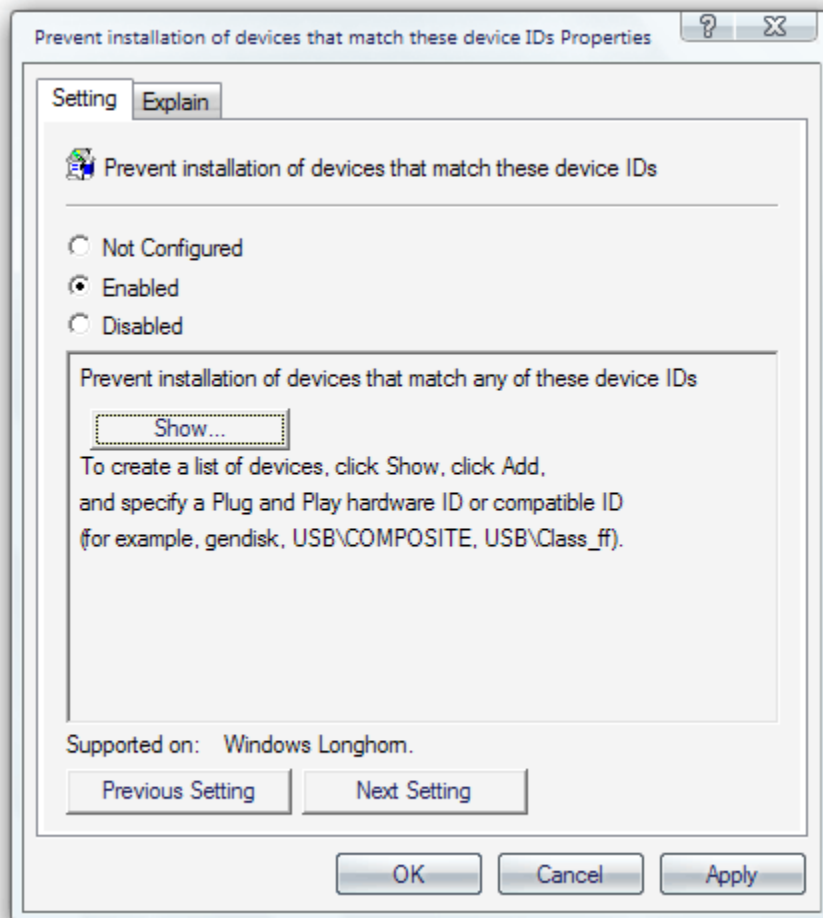 Prevent installation of devices that match these device IDs Properties
Setting
Explain
Prevent installation of devices that match these device IDs
Not Configured
Enabled
Disabled
Prevent installation of devices that match any of these device IDs
Show...
To create a list of devices, click Show, click Add,
and specify a Plug and Play hardware ID or compatible ID
(for example, gendisk, USB\COMPOSITE, USB\Class_ff).
Supported on: Windows Longhorn.
Previous Setting
Next Setting
OK
Cancel
Apply